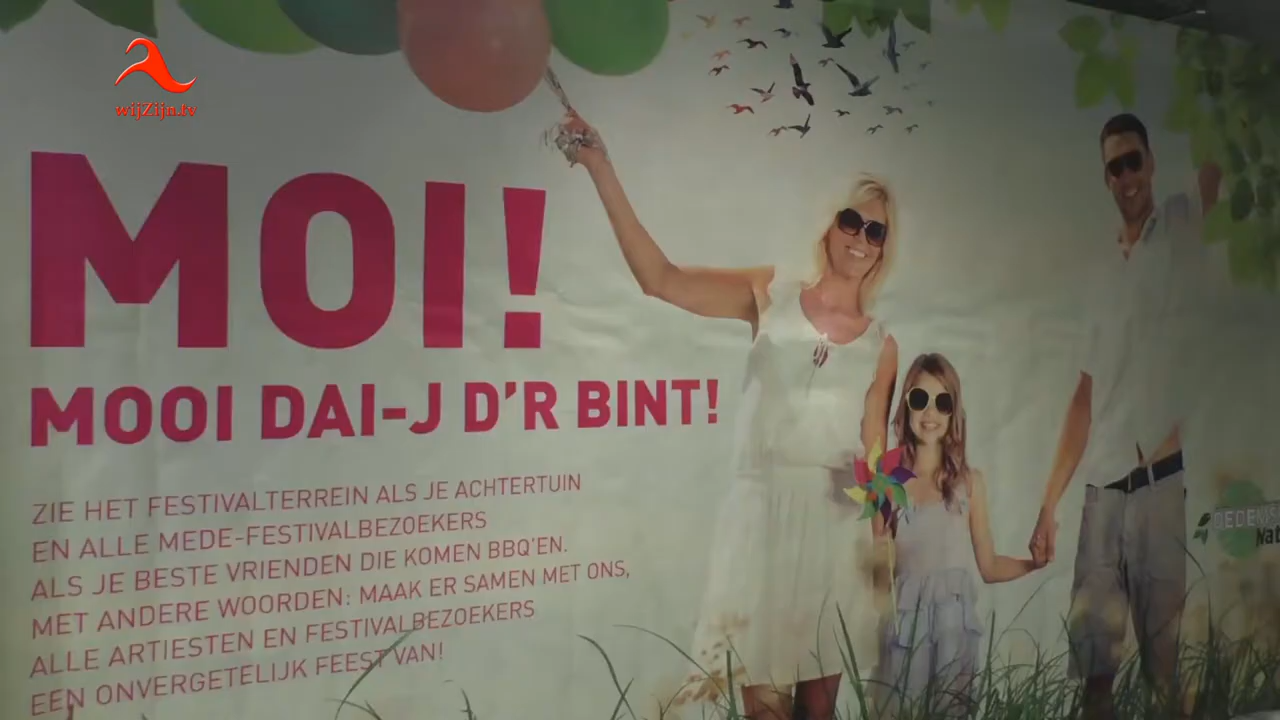 wijZijn.tv
MOI!
MOOI DAI-J D'R BINT!
ZIE HET FESTIVALTERREIN ALS JE ACHTERTUIN
EN ALLE MEDE-FESTIVALBEZOEKERS
ALS JE BESTE VRIENDEN DIE KOMEN BBQ'EN.
MET ANDERE WOORDEN: MAAK ER SAMEN MET ONS,
ALLE ARTIESTEN EN FESTIVALBEZOEKERS
EEN ONVERGETELIJK FEEST VAN!